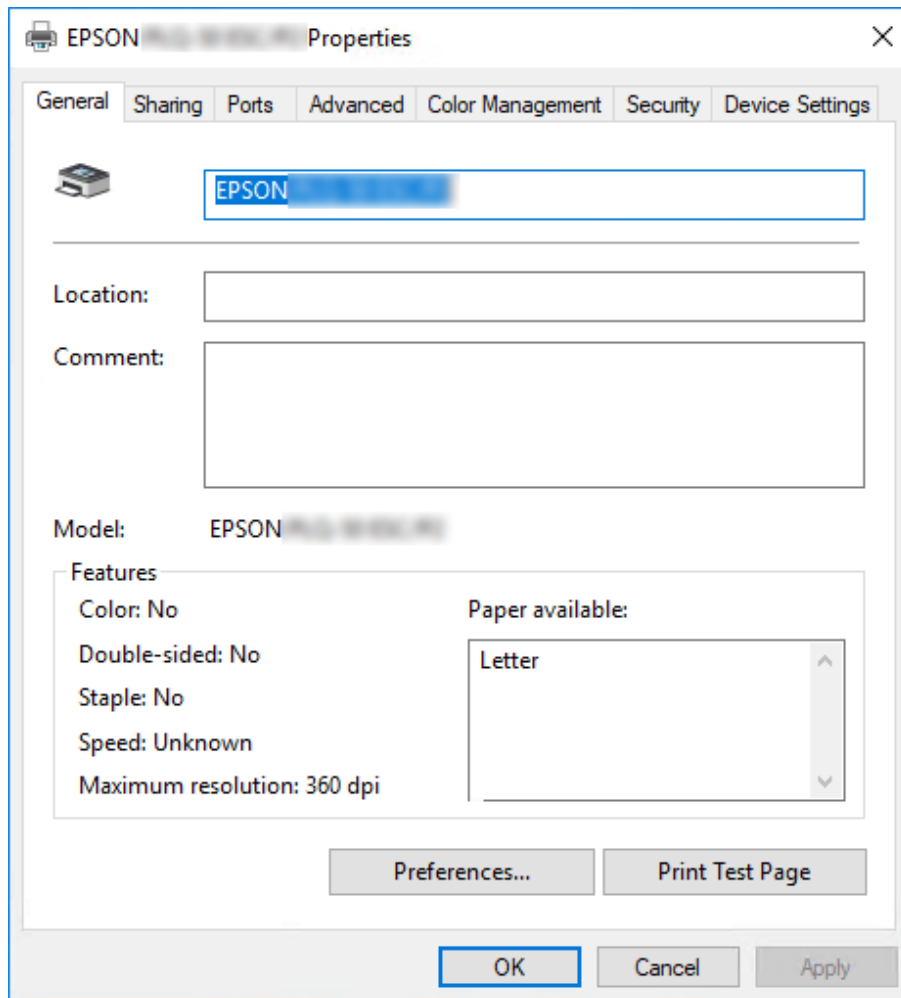 EPSON Properties
General Sharing Ports Advanced Color Management Security Device Settings
EPSON
Location:
Comment:
Model: EPSON
Features
Color: No
Double-sided: No
Staple: No
Speed: Unknown
Maximum resolution: 360 dpi
Paper available:
Letter
Preferences... Print Test Page
OK Cancel Apply